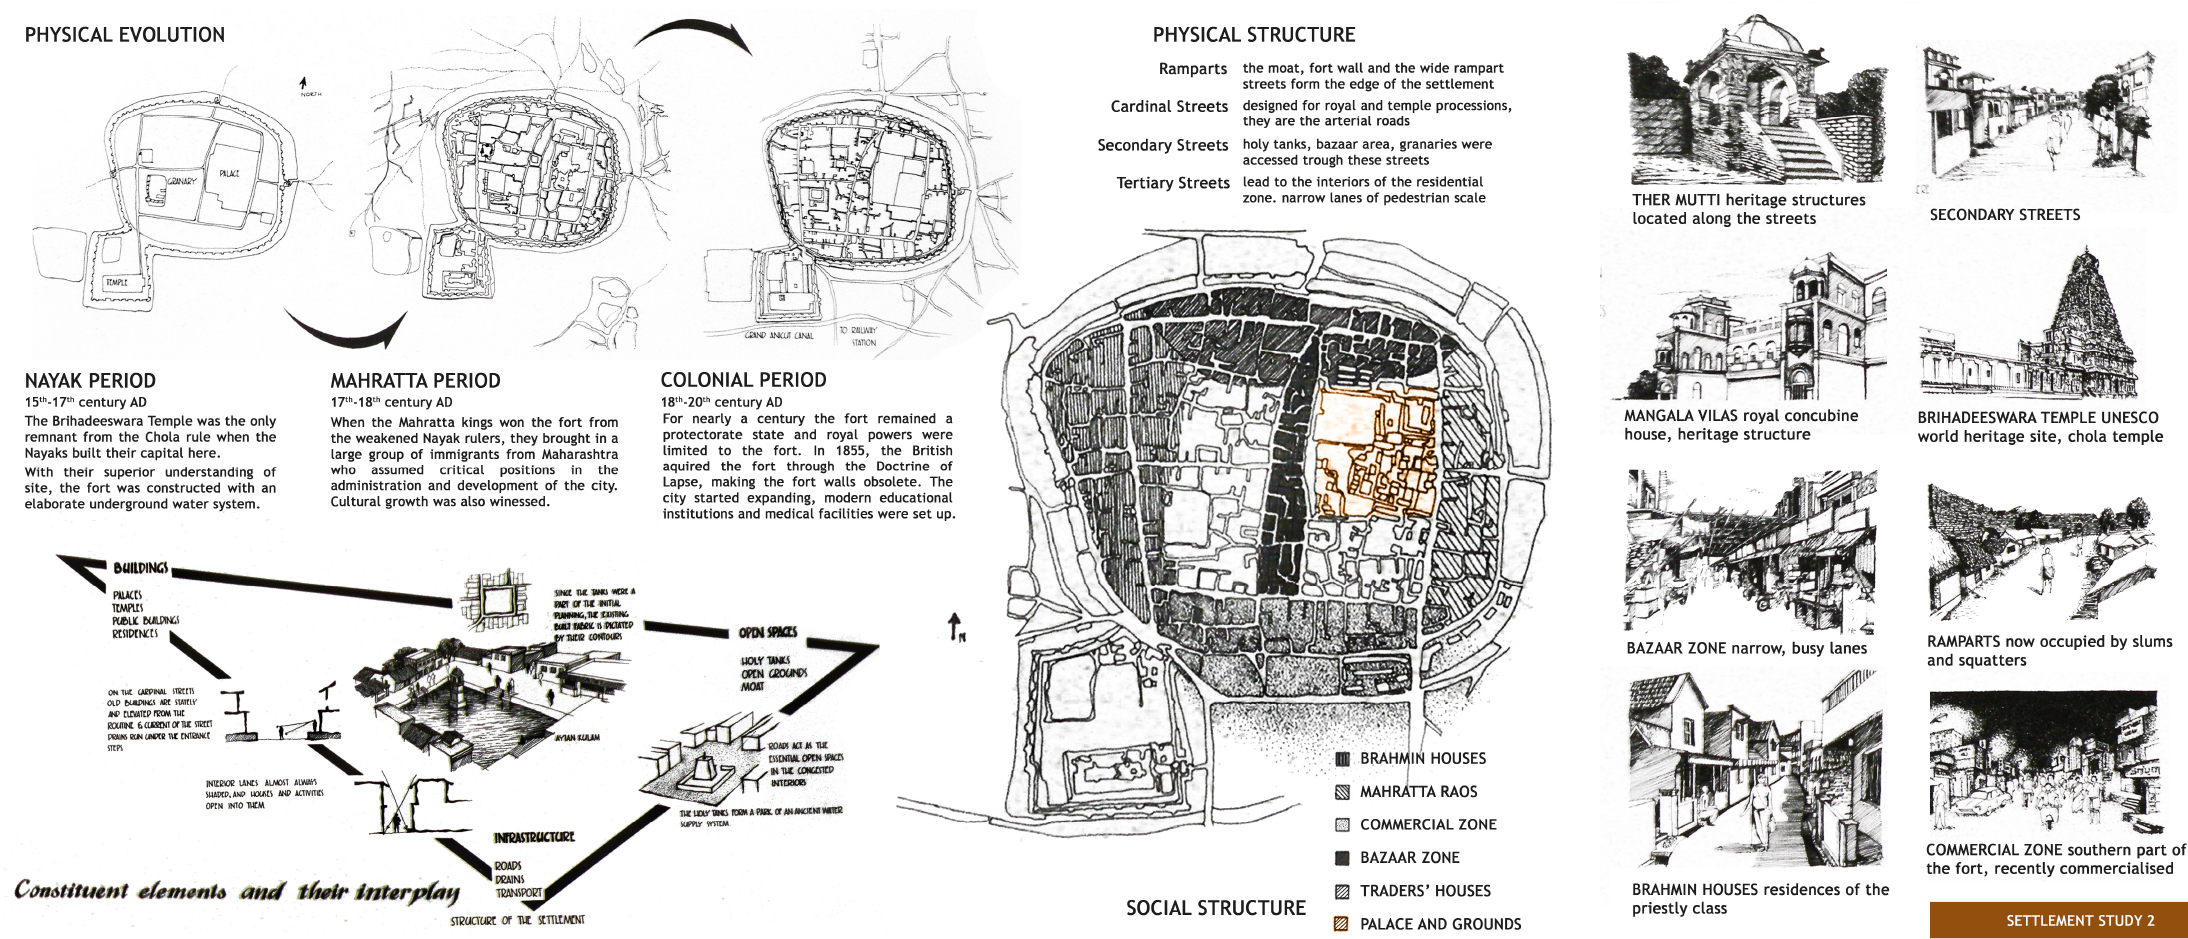 PHYSICAL EVOLUTION
NORTH
GRANARY
PALACE
TEMPLE
GRAND ANICUT CANAL
TO RAILWAY
STATION
NAYAK PERIOD
15th-17th century AD
The Brihadeeswara Temple was the only
remnant from the Chola rule when the
Nayaks built their capital here.
With their superior understanding of
site, the fort was constructed with an
elaborate underground water system.
MAHRATTA PERIOD
17th-18th century AD
When the Mahratta kings won the fort from
the weakened Nayak rulers, they brought in a
large group of immigrants from Maharashtra
who assumed critical positions in the
administration and development of the city.
Cultural growth was also winessed.
COLONIAL PERIOD
18th-20th century AD
For nearly a century the fort remained a
protectorate state and royal powers were
limited to the fort. In 1855, the British
aquired the fort through the Doctrine of
Lapse, making the fort walls obsolete. The
city started expanding, modern educational
institutions and medical facilities were set up.
BUILDINGS
PALACES
TEMPLES
PUBLIC BUILDINGS
RESIDENCES
SINCE THE TANKS WERE A
PART OF THE INITIAL
PLANNING, THE EXISTING
BUILT FABRIC IS DICTATED
BY THEIR CONTOURS
OPEN SPACES
HOLY TANKS
OPEN GROUNDS
MOAT
ON THE CARDINAL STREETS
OLD BUILDINGS ARE STATELY
AND ELEVATED FROM THE
ROUTINE & CURRENT OF THE STREET
DRAINS RUN UNDER THE ENTRANCE
STEPS
AYYAN KULAM
ROADS ACT AS THE
ESSENTIAL OPEN SPACES
IN THE CONGESTED
INTERIORS
INTERIOR LANES ALMOST ALWAYS
SHADED, AND HOUSES AND ACTIVITIES
OPEN INTO THEM
THE HOLY TANKS FORM A PARK OF AN ANCIENT WATER
SUPPLY SYSTEM
INFRASTRUCTURE
ROADS
DRAINS
TRANSPORT
Constituent elements and their interplay
STRUCTURE OF THE SETTLEMENT
PHYSICAL STRUCTURE
Ramparts the moat, fort wall and the wide rampart
streets form the edge of the settlement
Cardinal Streets designed for royal and temple processions,
they are the arterial roads
Secondary Streets holy tanks, bazaar area, granaries were
accessed trough these streets
Tertiary Streets lead to the interiors of the residential
zone. narrow lanes of pedestrian scale
N
BRAHMIN HOUSES
MAHRATTA RAOS
COMMERCIAL ZONE
BAZAAR ZONE
TRADERS' HOUSES
PALACE AND GROUNDS
SOCIAL STRUCTURE
THER MUTTI heritage structures
located along the streets
SECONDARY STREETS
MANGALA VILAS royal concubine
house, heritage structure
BRIHADEESWARA TEMPLE UNESCO
world heritage site, chola temple
BAZAAR ZONE narrow, busy lanes
RAMPARTS now occupied by slums
and squatters
BRAHMIN HOUSES residences of the
priestly class
COMMERCIAL ZONE southern part of
the fort, recently commercialised
SETTLEMENT STUDY 2